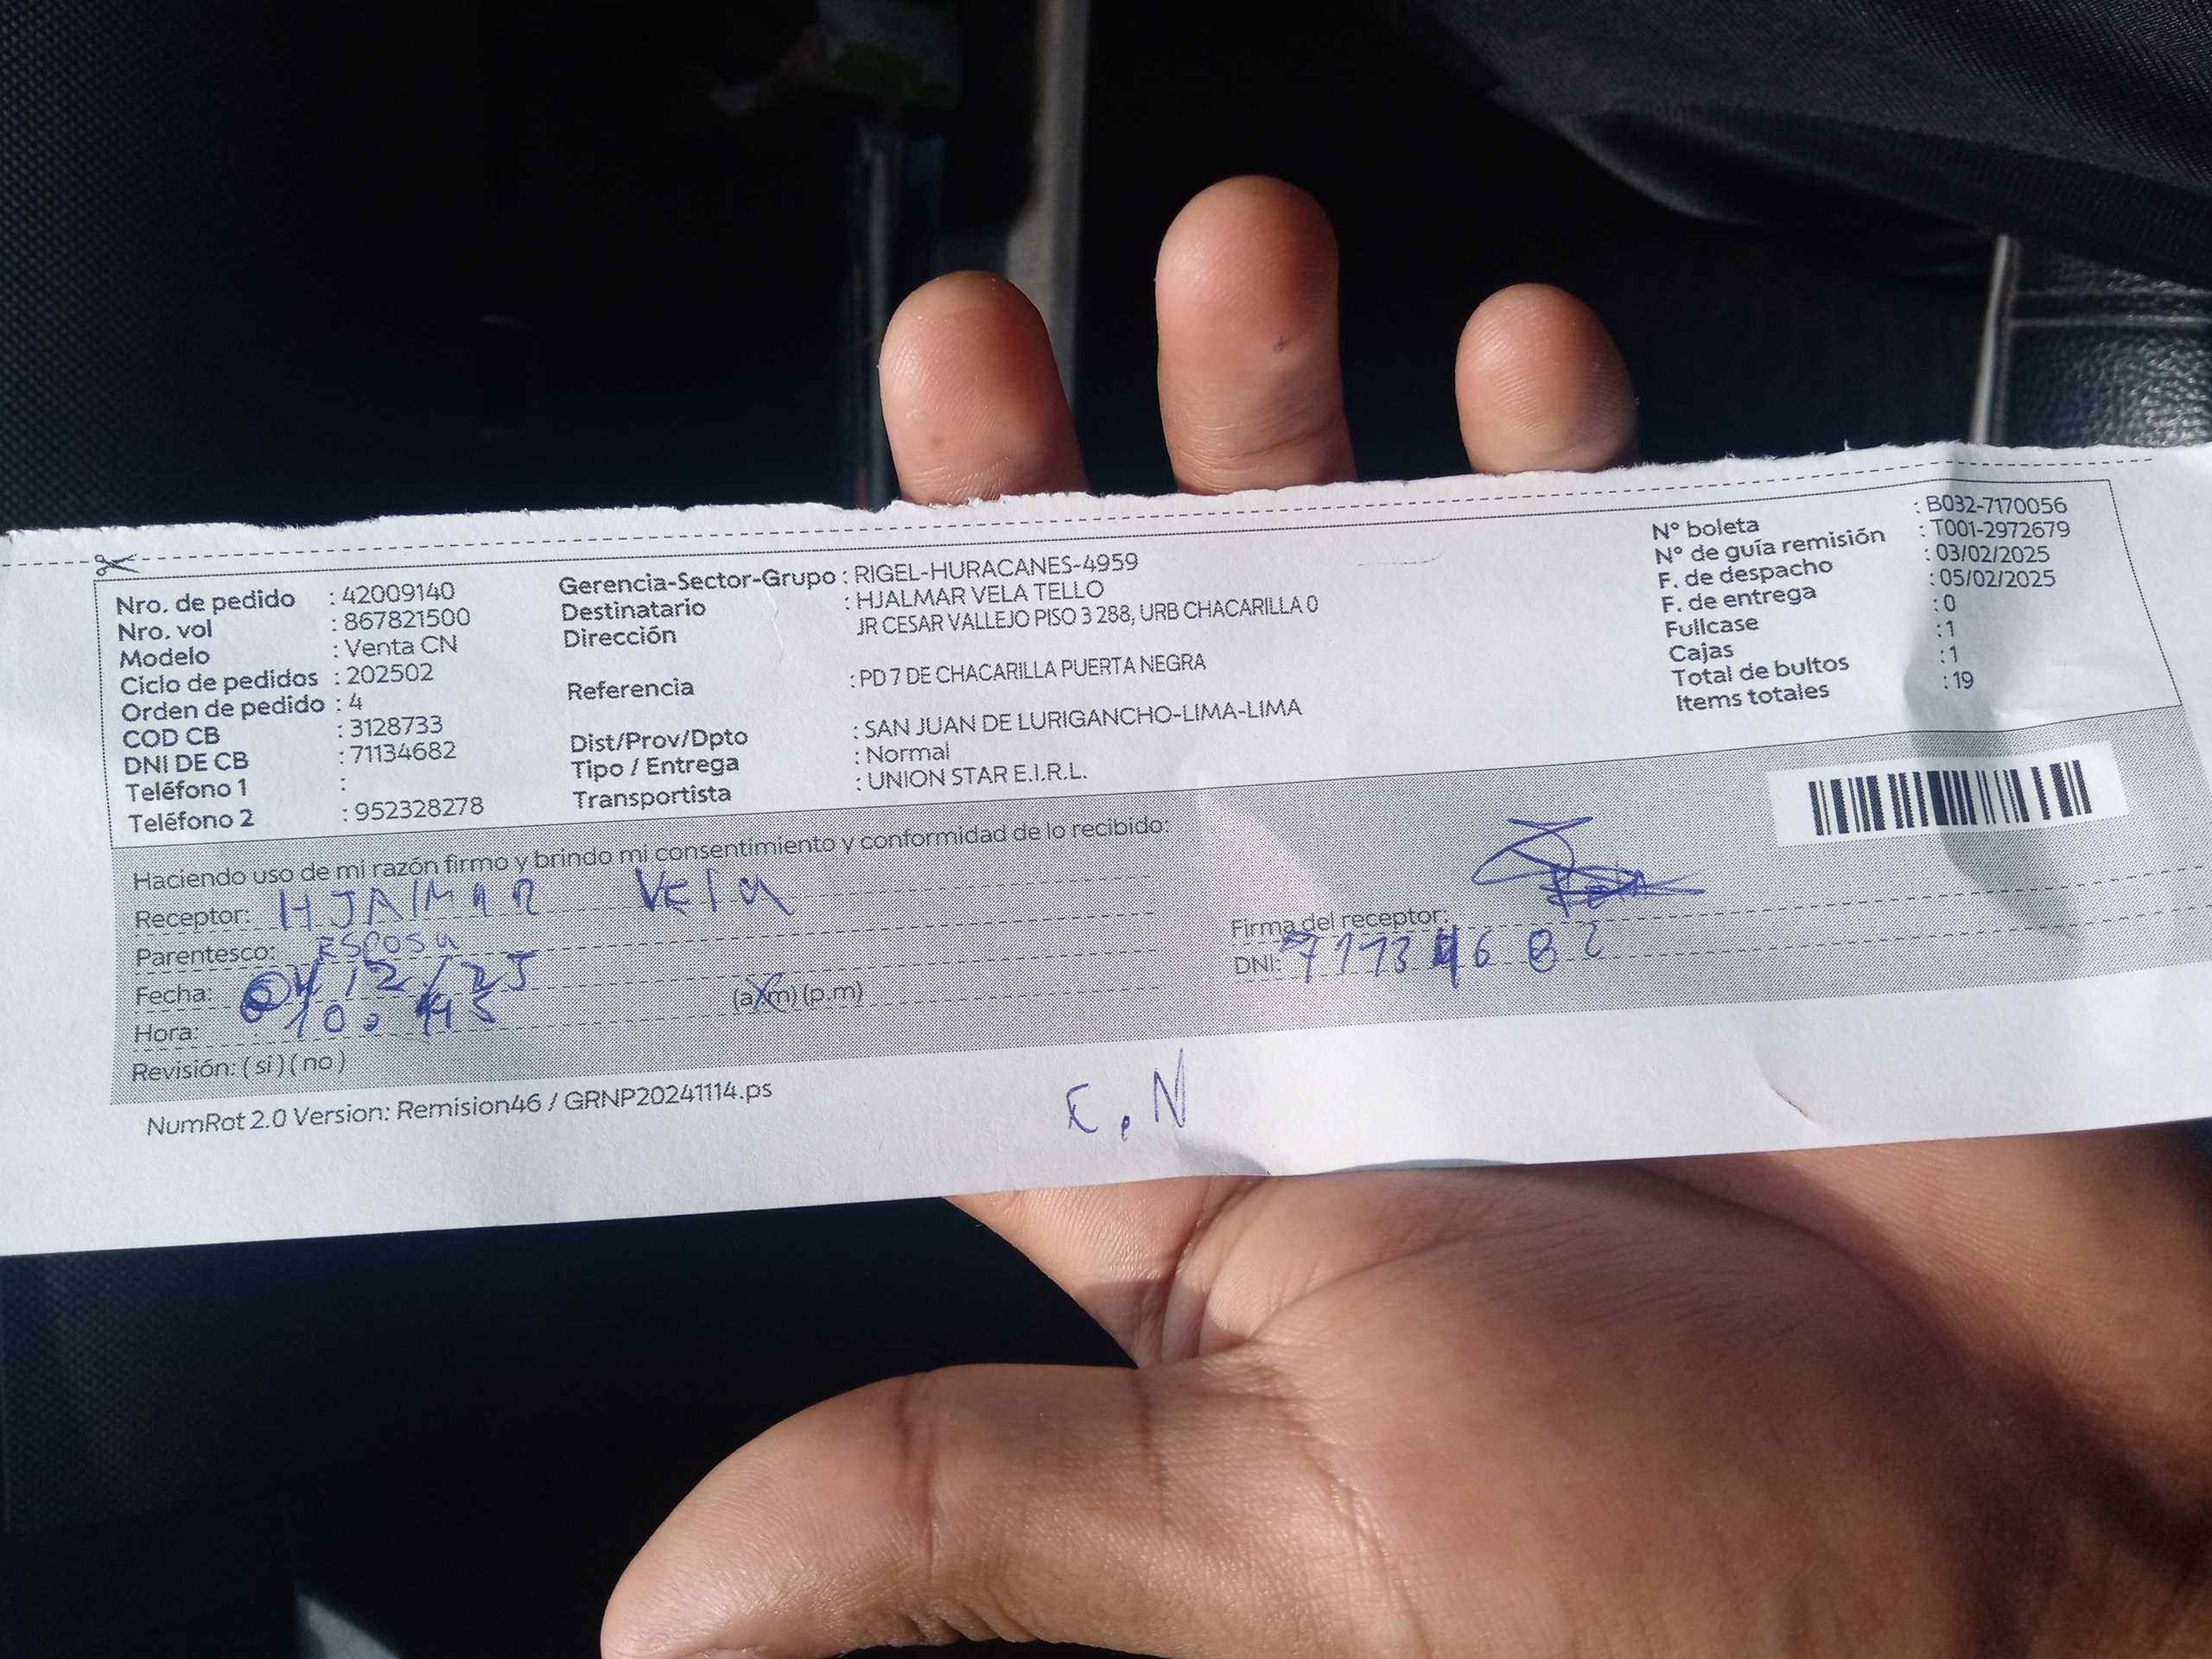 Nro. de pedido : 42009140
Nro. vol : 867821500
Modelo : Venta CN
Ciclo de pedidos : 202502
Orden de pedido : 4
COD CB : 3128733
DNI DE CB : 71134682
Teléfono 1 :
Teléfono 2 : 952328278
Gerencia-Sector-Grupo : RIGEL-HURACANES-4959
Destinatario : HJALMAR VELA TELLO
Dirección JR CESAR VALLEJO PISO 3 288, URB CHACARILLA 0
Referencia : PD 7 DE CHACARILLA PUERTA NEGRA
Dist/Prov/Dpto : SAN JUAN DE LURIGANCHO-LIMA-LIMA
Tipo / Entrega : Normal
Transportista : UNION STAR E.I.R.L.
N° boleta : B032-7170056
N° de guía remisión : T001-2972679
F. de despacho : 03/02/2025
F. de entrega : 05/02/2025
Fullcase : 0
Cajas : 1
Total de bultos : 1
Items totales : 19
Haciendo uso de mi razón firmo y brindo mi consentimiento y conformidad de lo recibido:
Receptor: HJAlMAR VElA
Parentesco: ESPOSa
Fecha: /25
Hora: 10:45 (a.m) (p.m)
Revisión: ( si ) ( no )
Firma del receptor:
DNI: 71134682
NumRot 2.0 Version: Remision46 / GRNP20241114.ps
E.N